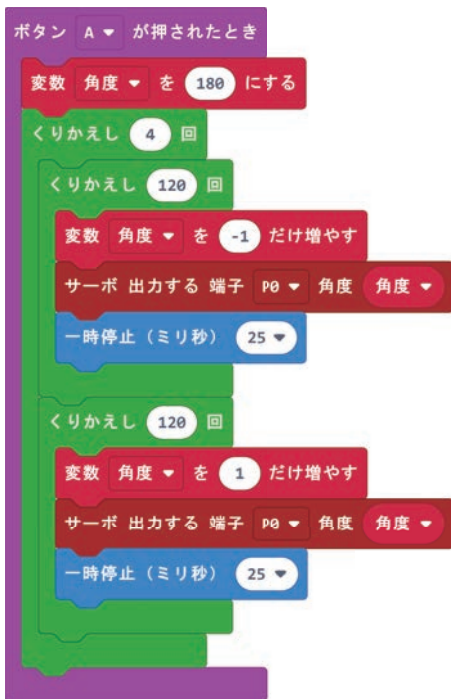 ボタン A が押されたとき
変数 角度 を 180 にする
くりかえし 4 回
くりかえし 120 回
変数 角度 を -1 だけ増やす
サーボ 出力する 端子 P0 角度 角度
一時停止（ミリ秒） 25
くりかえし 120 回
変数 角度 を 1 だけ増やす
サーボ 出力する 端子 P0 角度 角度
一時停止（ミリ秒） 25